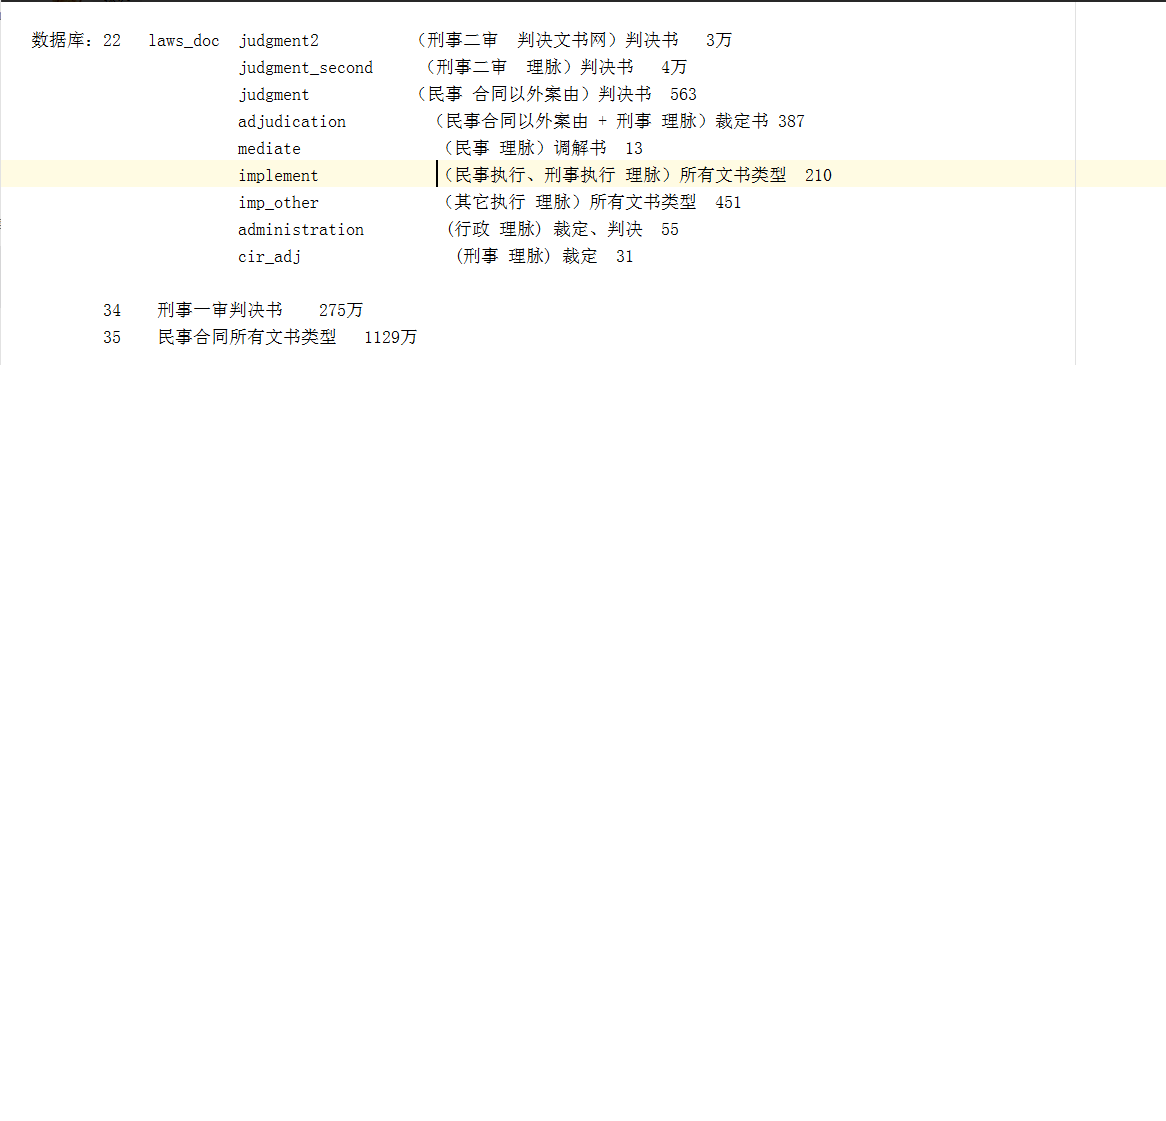 数据库：22 laws_doc judgment2 （刑事二审 判决文书网）判决书 3万
judgment_second （刑事二审 理脉）判决书 4万
judgment （民事 合同以外案由）判决书 563
adjudication （民事合同以外案由 + 刑事 理脉）裁定书 387
mediate （民事 理脉）调解书 13
implement （民事执行、刑事执行 理脉）所有文书类型 210
imp_other （其它执行 理脉）所有文书类型 451
administration (行政 理脉) 裁定、判决 55
cir_adj (刑事 理脉) 裁定 31
34 刑事一审判决书 275万
35 民事合同所有文书类型 1129万